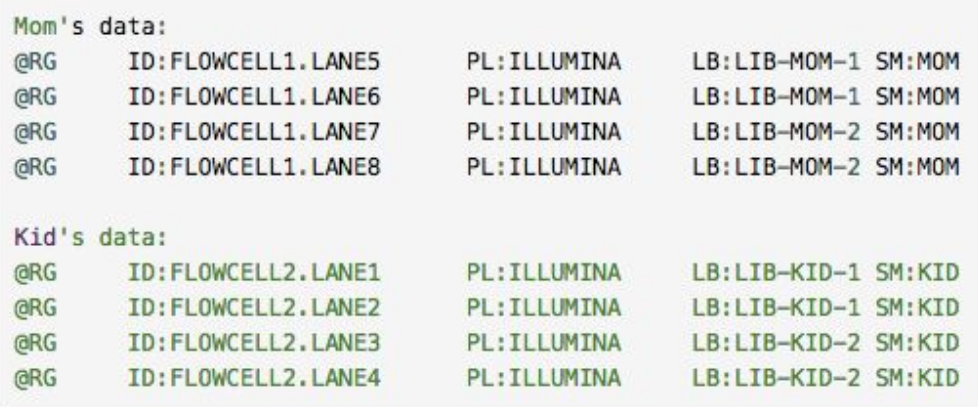 Mom's data:
@RG ID:FLOWCELL1.LANE5 PL:ILLUMINA LB:LIB-MOM-1 SM:MOM
@RG ID:FLOWCELL1.LANE6 PL:ILLUMINA LB:LIB-MOM-1 SM:MOM
@RG ID:FLOWCELL1.LANE7 PL:ILLUMINA LB:LIB-MOM-2 SM:MOM
@RG ID:FLOWCELL1.LANE8 PL:ILLUMINA LB:LIB-MOM-2 SM:MOM
Kid's data:
@RG ID:FLOWCELL2.LANE1 PL:ILLUMINA LB:LIB-KID-1 SM:KID
@RG ID:FLOWCELL2.LANE2 PL:ILLUMINA LB:LIB-KID-1 SM:KID
@RG ID:FLOWCELL2.LANE3 PL:ILLUMINA LB:LIB-KID-2 SM:KID
@RG ID:FLOWCELL2.LANE4 PL:ILLUMINA LB:LIB-KID-2 SM:KID